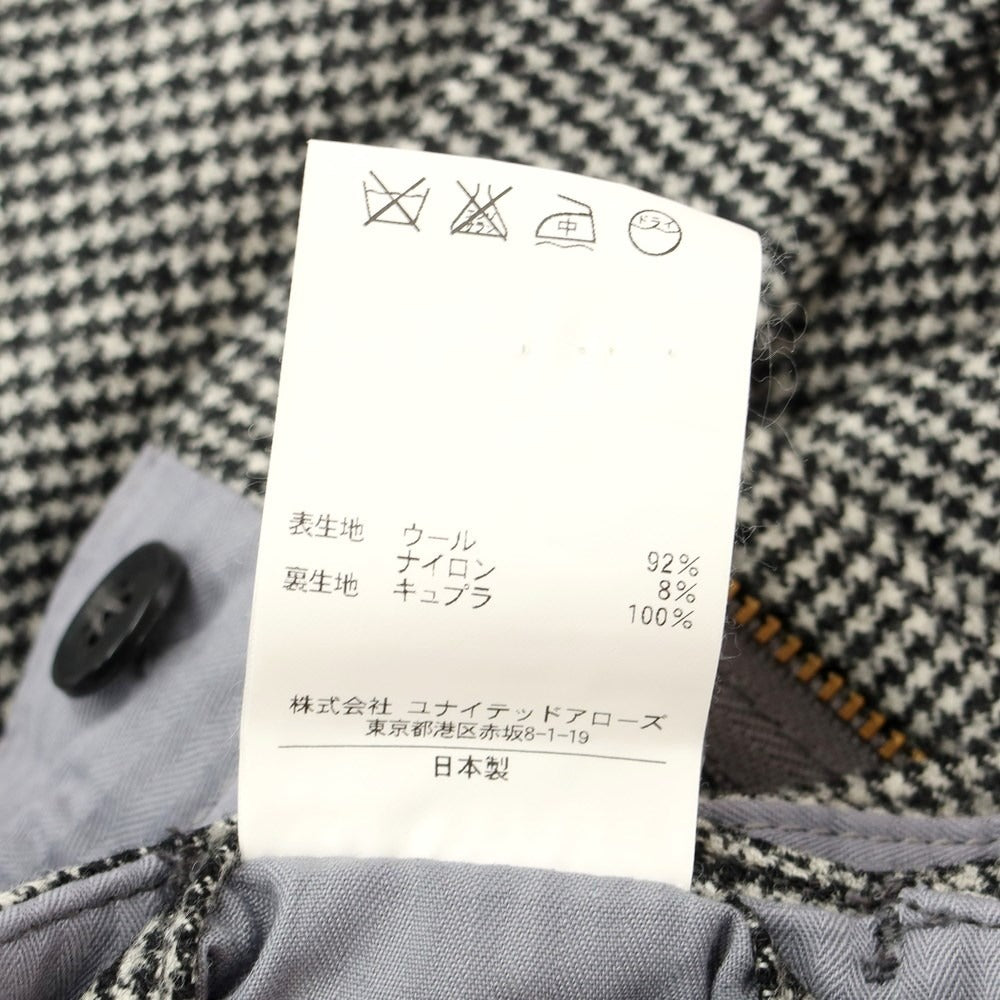 中 ドライ
表生地 ウール 92%
ナイロン 8%
裏生地 キュプラ 100%
株式会社 ユナイテッドアローズ
東京都港区赤坂8-1-19
日本製